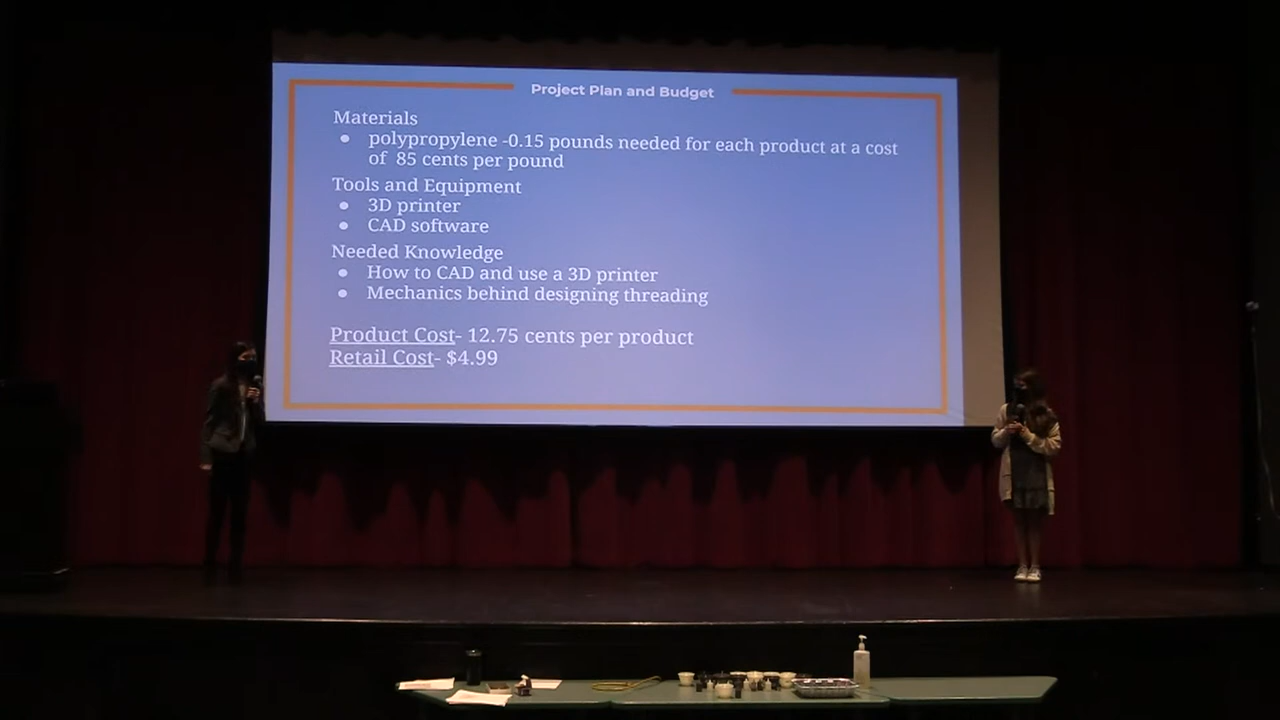 Project Plan and Budget
Materials
● polypropylene -0.15 pounds needed for each product at a cost
of 85 cents per pound
Tools and Equipment
● 3D printer
● CAD software
Needed Knowledge
● How to CAD and use a 3D printer
● Mechanics behind designing threading
Product Cost- 12.75 cents per product
Retail Cost- $4.99